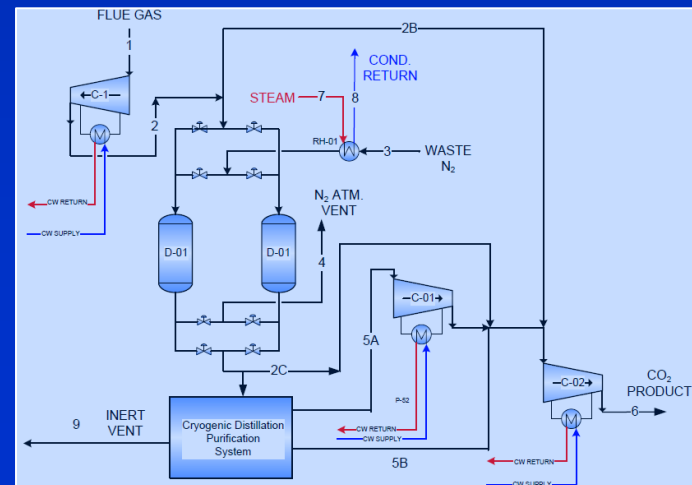 FLUE GAS
1
2B
COND.
RETURN
C-1
2
STEAM
7
8
M
RH-01
3
WASTE
N₂
CW RETURN
CW SUPPLY
N₂ ATM.
VENT
D-01
D-01
4
C-01
5A
M
2C
C-02
CO₂
PRODUCT
P-52
6
M
9
INERT
VENT
Cryogenic Distillation
Purification
System
CW RETURN
CW SUPPLY
5B
CW RETURN
CW SUPPLY